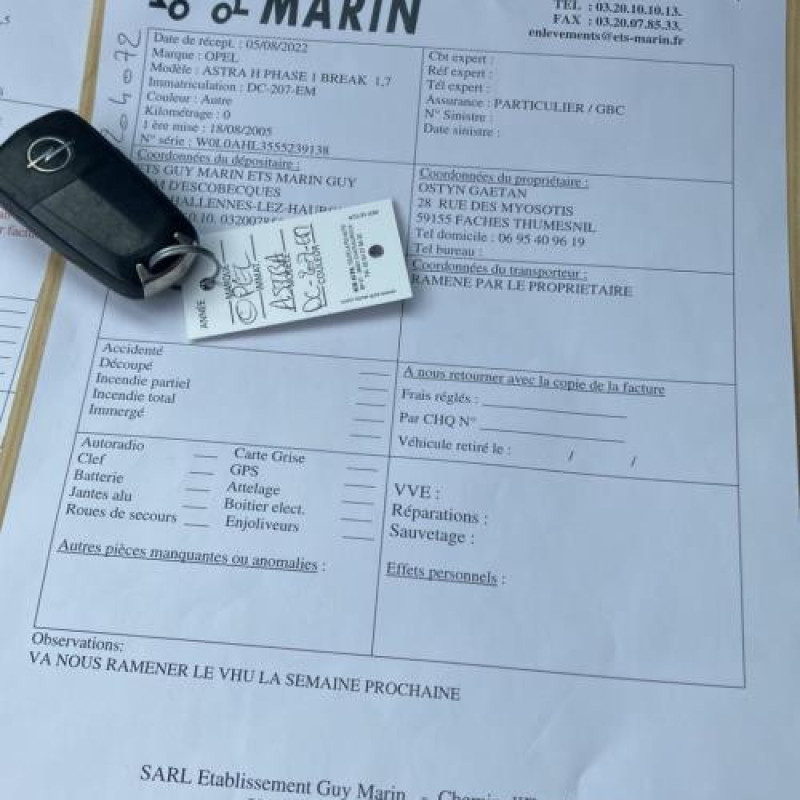 MARIN
TEL : 03.20.10.10.13.
FAX : 03.20.07.85.33.
enlevements@ets-marin.fr
Date de récept. : 05/08/2022
Marque : OPEL
Modèle : ASTRA H PHASE 1 BREAK 1,7
Immatriculation : DC-207-EM
Couleur : Autre
Kilométrage : 0
1 ère mise : 18/08/2005
N° série : W0L0AHL3555239138
Cbt expert :
Réf expert :
Tél expert :
Assurance : PARTICULIER / GBC
N° Sinistre :
Date sinistre :
Coordonnées du dépositaire :
ETS GUY MARIN ETS MARIN GUY
D'ESCOBECQUES
HALLENNES-LEZ-HAUB
Coordonnées du propriétaire :
OSTYN GAETAN
28 RUE DES MYOSOTIS
59155 FACHES THUMESNIL
Tel domicile : 06 95 40 96 19
Tel bureau :
Coordonnées du transporteur :
RAMENE PAR LE PROPRIETAIRE
ANNÉE
MARQUE
OPEL
ASTRA
DC-207-EM
COULEUR
Accidenté
Découpé
Incendie partiel
Incendie total
Immergé
A nous retourner avec la copie de la facture
Frais réglés :
Par CHQ N°
Véhicule retiré le : / /
Autoradio
Clef
Batterie
Jantes alu
Roues de secours
Carte Grise
GPS
Attelage
Boitier elect.
Enjoliveurs
Autres pièces manquantes ou anomalies :
VVE :
Réparations :
Sauvetage :
Effets personnels :
Observations:
VA NOUS RAMENER LE VHU LA SEMAINE PROCHAINE
SARL Etablissement Guy Marin - Chemin